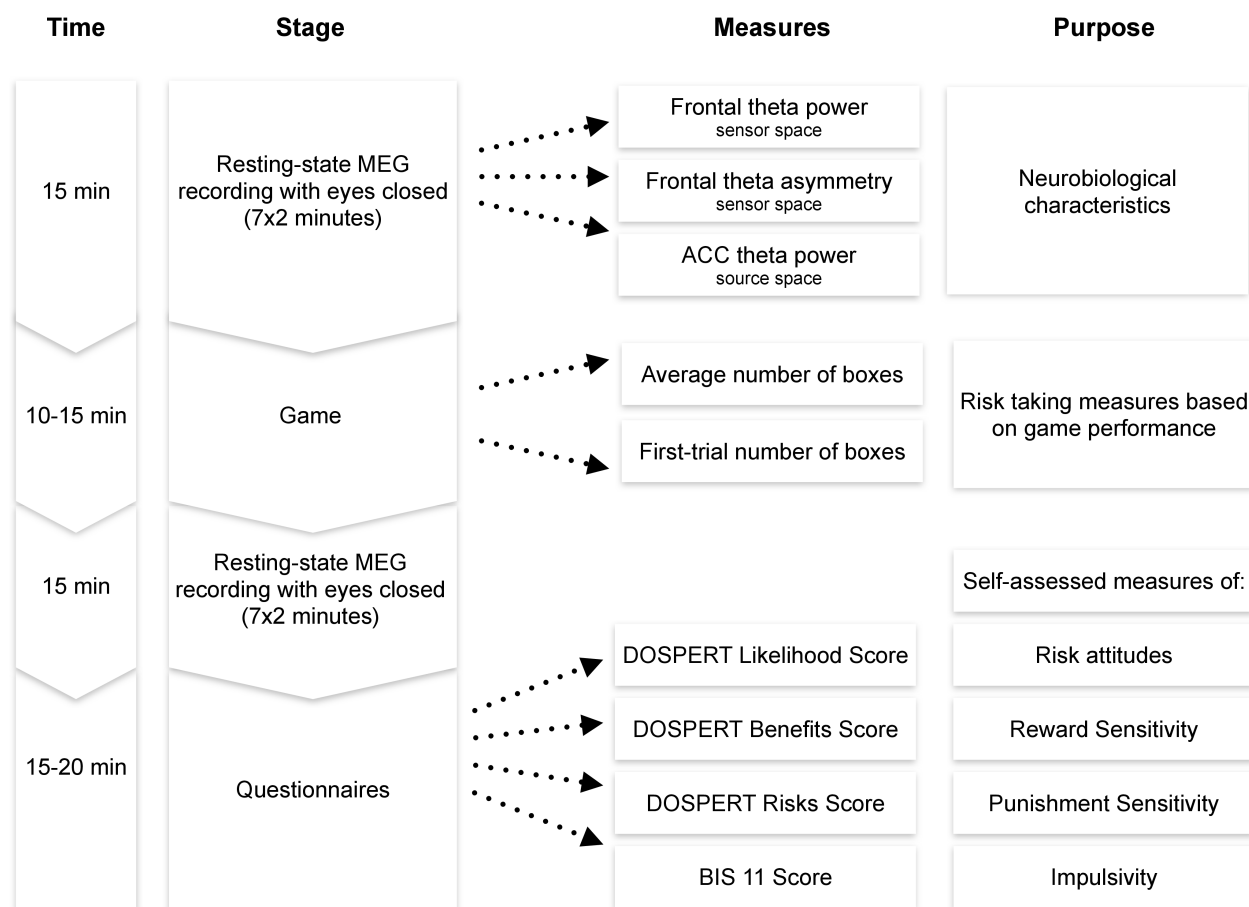 Time
Stage
Measures
Purpose
15 min
Resting-state MEG
recording with eyes closed
(7x2 minutes)
Frontal theta power
sensor space
Frontal theta asymmetry
sensor space
ACC theta power
source space
Neurobiological
characteristics
10-15 min
Game
Average number of boxes
First-trial number of boxes
Risk taking measures based
on game performance
15 min
Resting-state MEG
recording with eyes closed
(7x2 minutes)
Self-assessed measures of:
15-20 min
Questionnaires
DOSPERT Likelihood Score
Risk attitudes
DOSPERT Benefits Score
Reward Sensitivity
DOSPERT Risks Score
Punishment Sensitivity
BIS 11 Score
Impulsivity